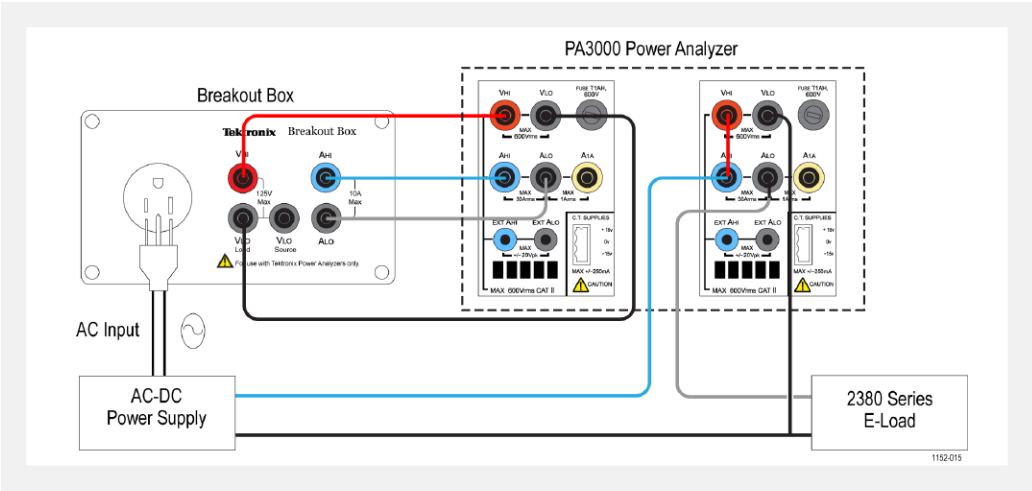 PA3000 Power Analyzer
Breakout Box
Tektronix Breakout Box
VHI
AHI
125V
Max
10A
Max
VLO
Load
VLO
Source
ALO
For use with Tektronix Power Analyzers only.
VHI
VLO
FUSE T1AH,
600V
MAX
600Vrms
AHI
ALO
A1A
MAX
30Arms
MAX
1Arms
EXT AHI
EXT ALO
MAX
+/-20Vpk
C.T. SUPPLIES
+15v
0v
-15v
MAX +/-250mA
CAUTION
MAX 600Vrms CAT II
VHI
VLO
FUSE T1AH,
600V
MAX
600Vrms
AHI
ALO
A1A
MAX
30Arms
MAX
1Arms
EXT AHI
EXT ALO
MAX
+/-20Vpk
C.T. SUPPLIES
+15v
0v
-15v
MAX +/-250mA
CAUTION
MAX 600Vrms CAT II
AC Input
AC-DC
Power Supply
2380 Series
E-Load
1152-015